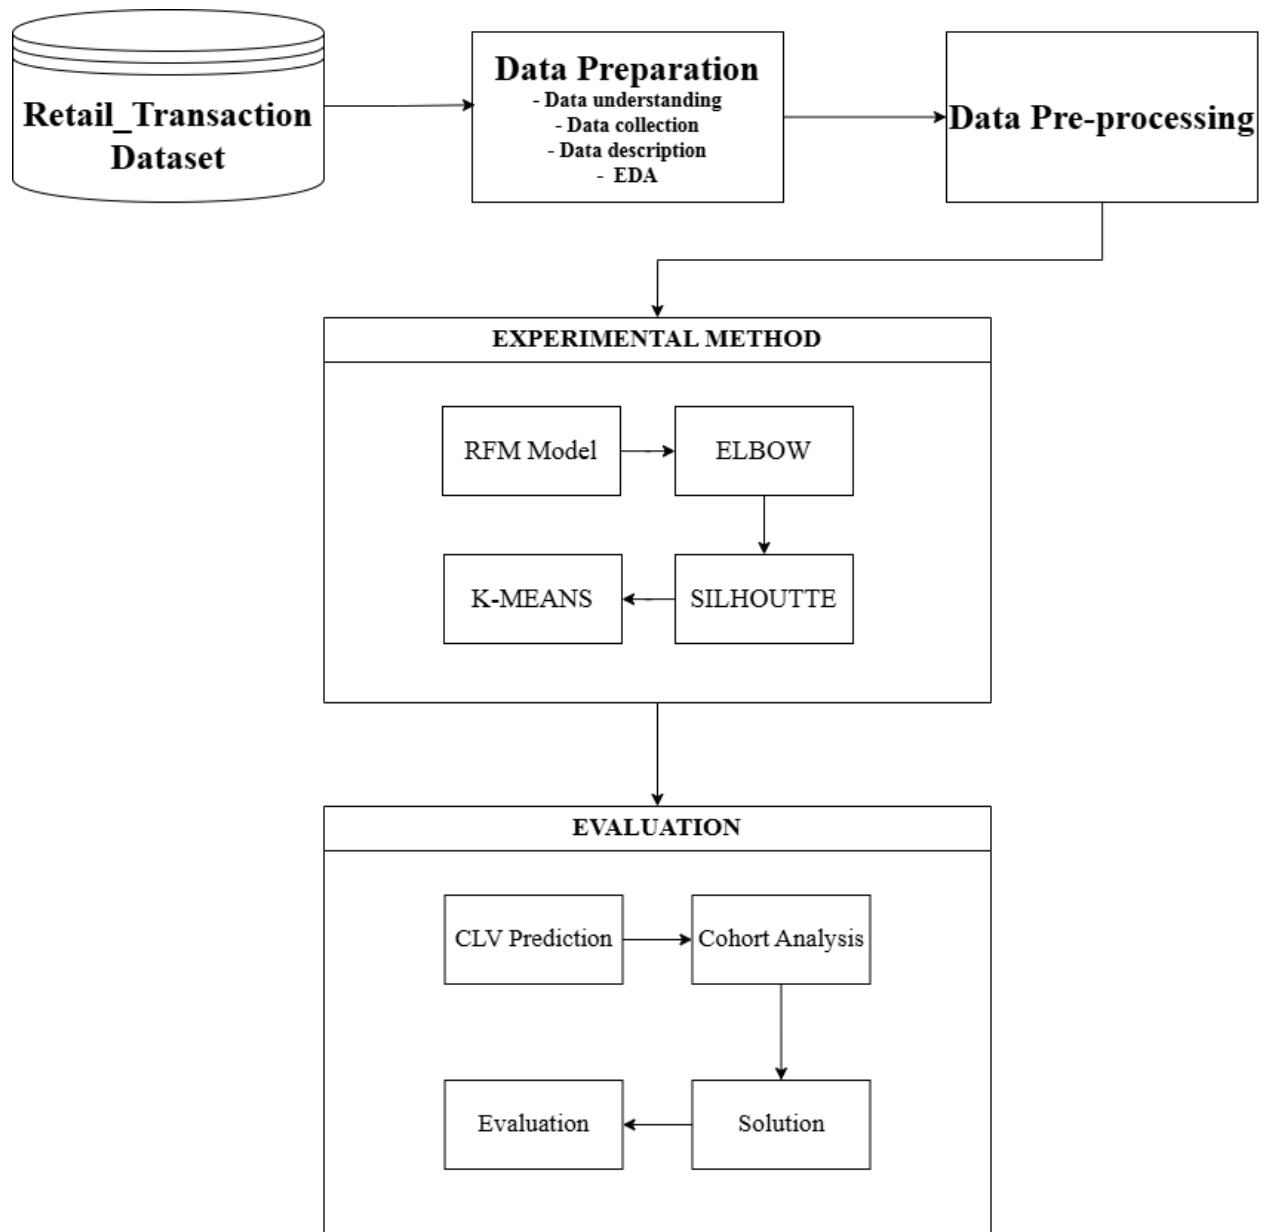 Retail_Transaction
Dataset
Data Preparation
- Data understanding
- Data collection
- Data description
- EDA
Data Pre-processing
EXPERIMENTAL METHOD
RFM Model
ELBOW
K-MEANS
SILHOUTTE
EVALUATION
CLV Prediction
Cohort Analysis
Evaluation
Solution